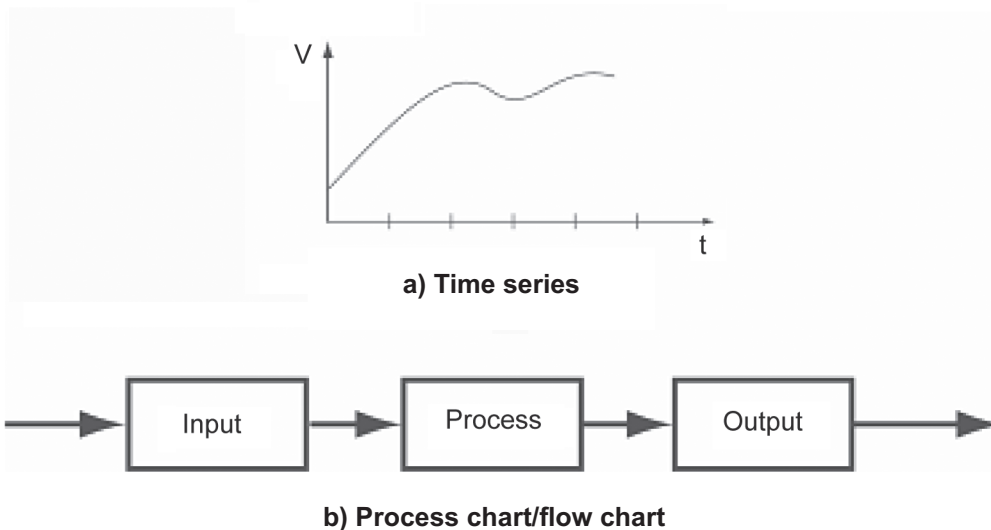 V
t
a) Time series
Input
Process
Output
b) Process chart/flow chart